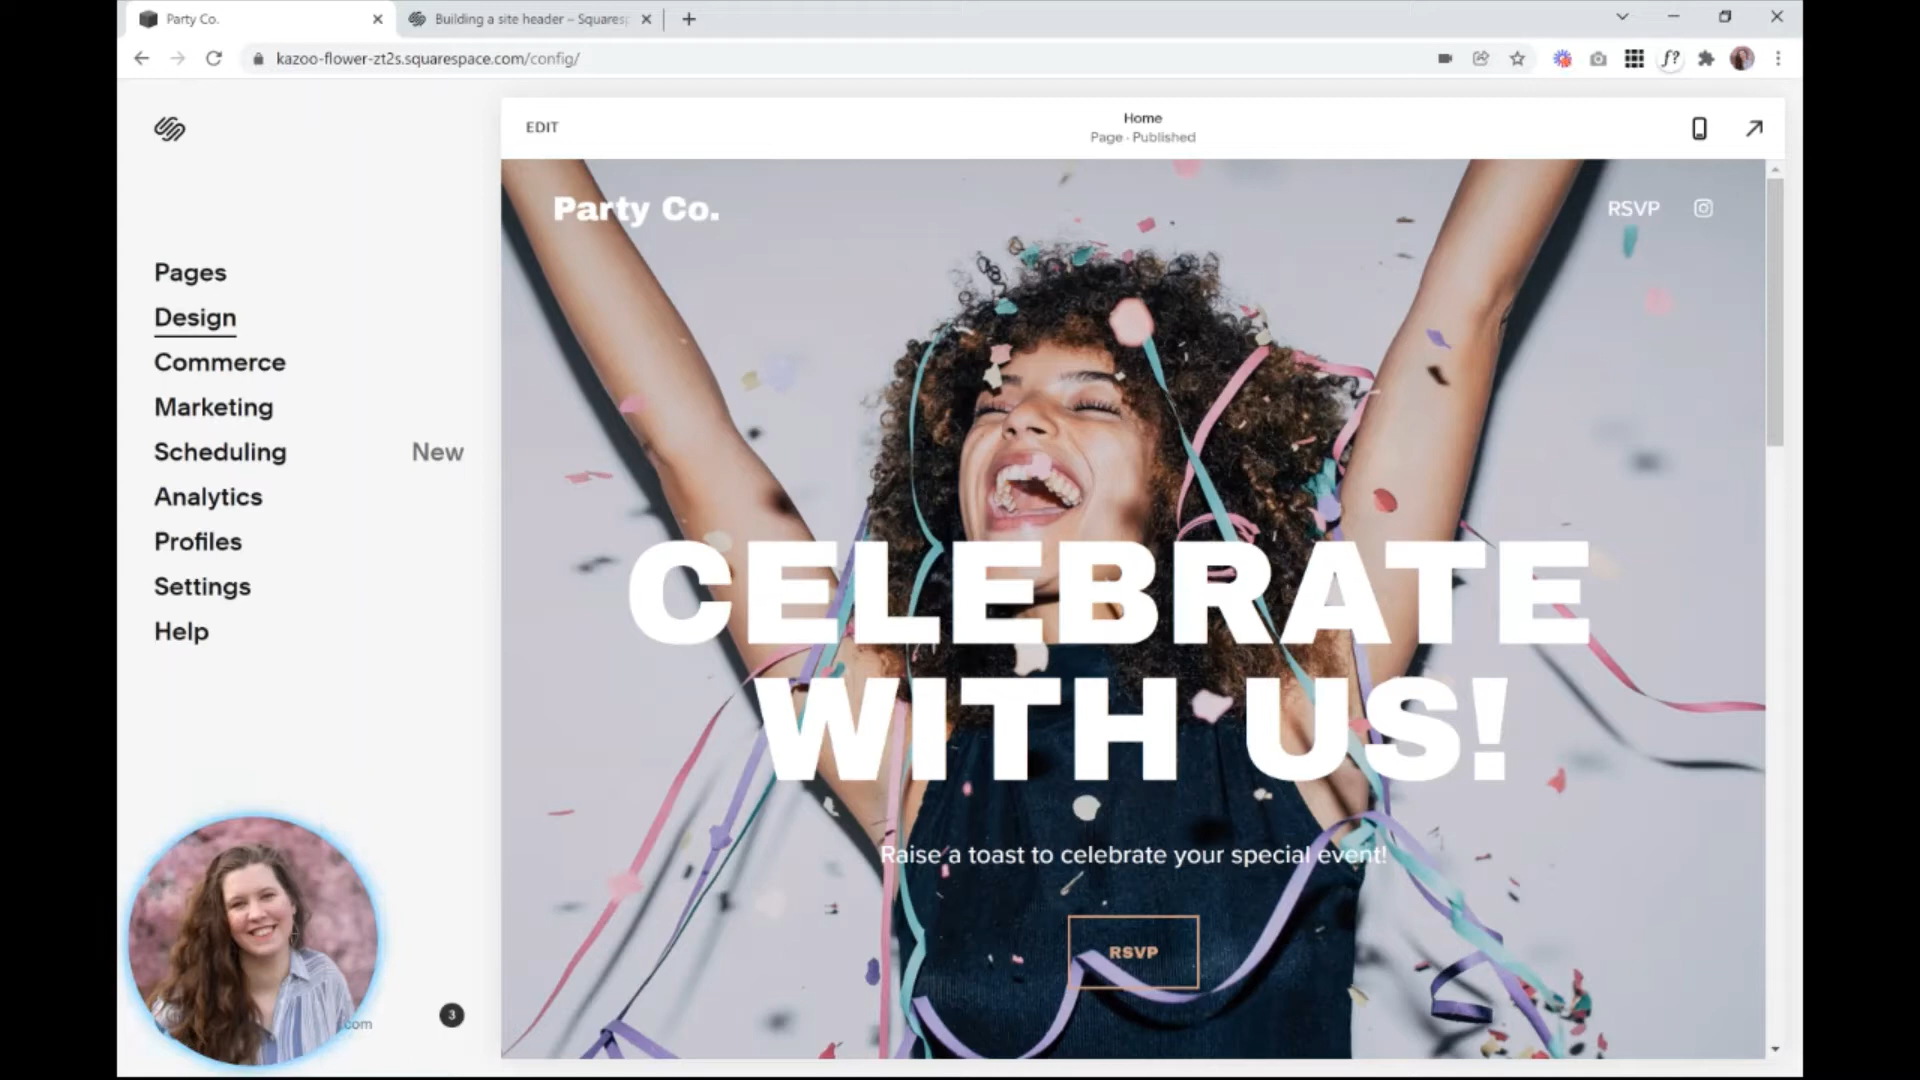 Party Co.
Building a site header – Squaresp
kazoo-flower-zt2s.squarespace.com/config/
f?
EDIT
Home
Page · Published
Party Co.
RSVP
Pages
Design
Commerce
Marketing
Scheduling New
Analytics
Profiles
Settings
Help
CELEBRATE
WITH US!
Raise a toast to celebrate your special event!
RSVP
.com
3